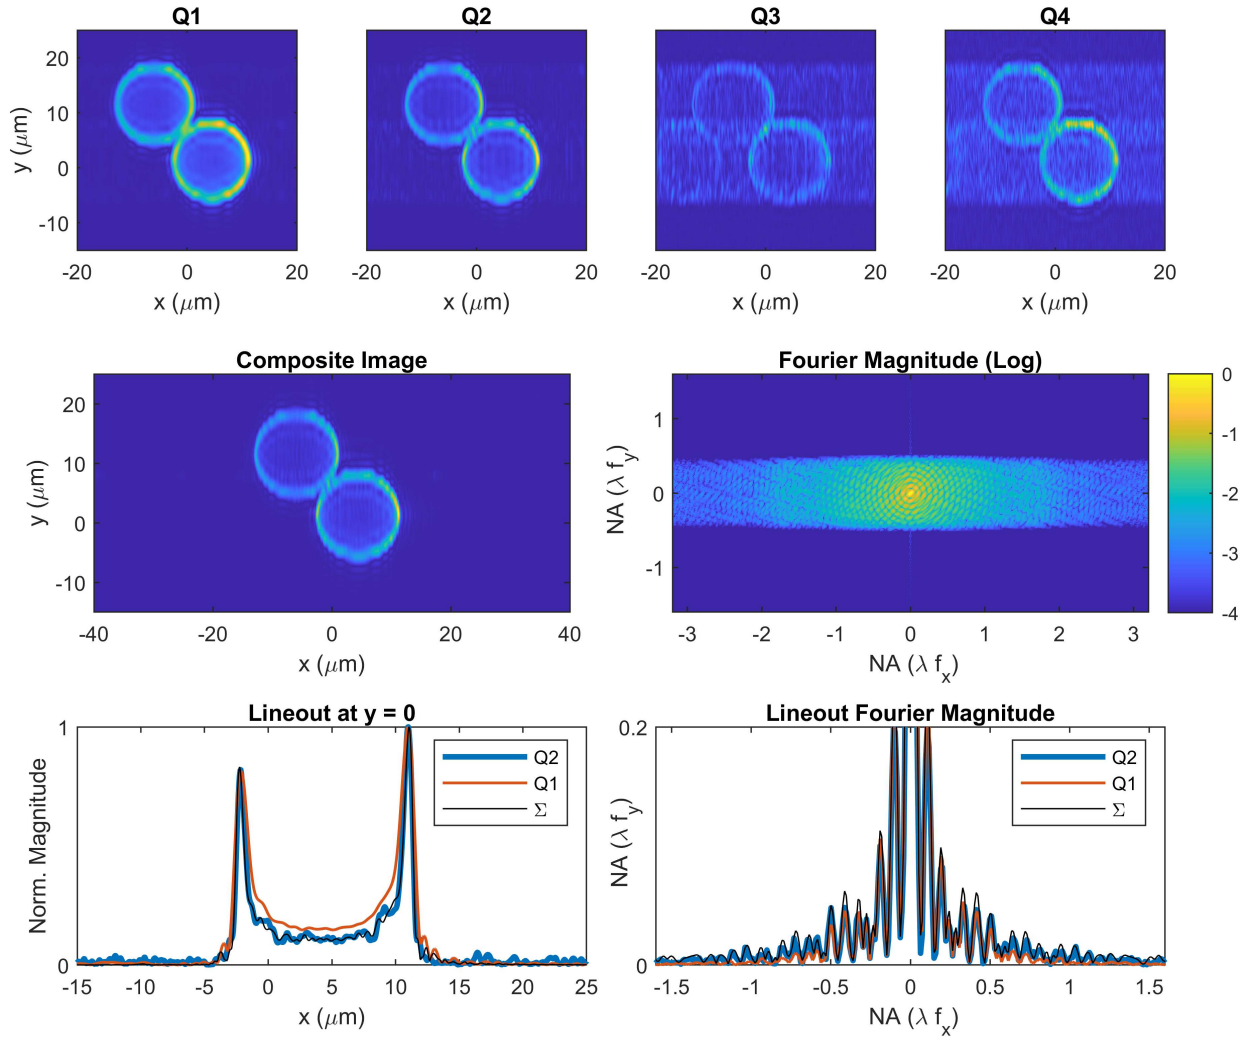 Q1
Q2
Q3
Q4
y (μm)
20
10
0
-10
-20
0
20
-20
0
20
-20
0
20
-20
0
20
x (μm)
x (μm)
x (μm)
x (μm)
Composite Image
y (μm)
20
10
0
-10
-40
-20
0
20
40
x (μm)
Fourier Magnitude (Log)
NA (λ f_y)
1
0
-1
-3
-2
-1
0
1
2
3
NA (λ f_x)
0
-1
-2
-3
-4
Lineout at y = 0
Norm. Magnitude
1
0
Q2
Q1
Σ
-15
-10
-5
0
5
10
15
20
25
x (μm)
Lineout Fourier Magnitude
NA (λ f_y)
0.2
0
Q2
Q1
Σ
-1.5
-1
-0.5
0
0.5
1
1.5
NA (λ f_x)